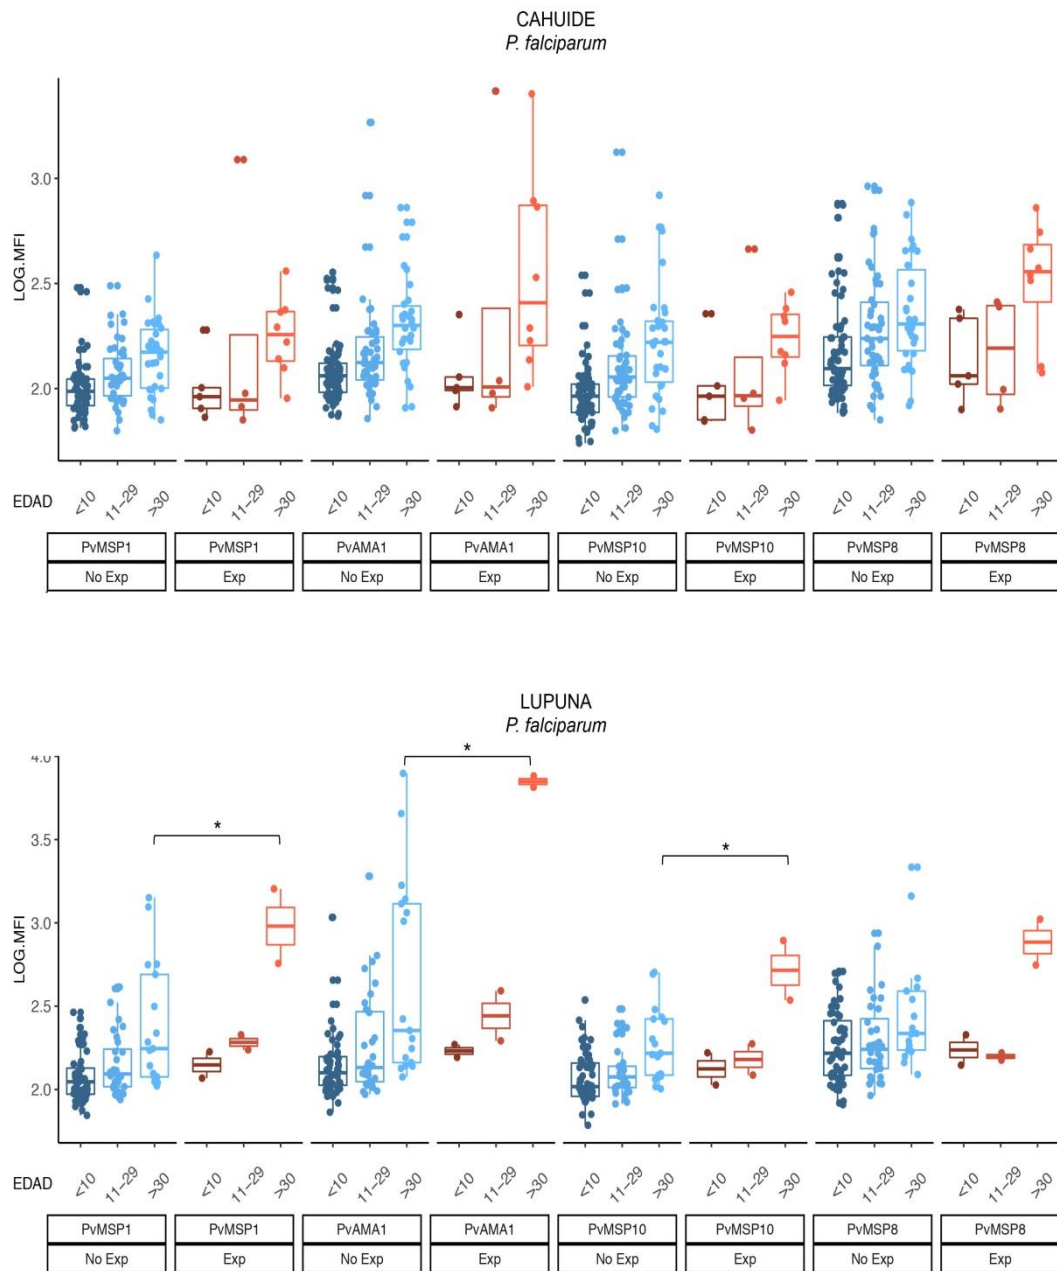 CAHUIDE
P. falciparum
LOG.MFI
3.0
2.5
2.0
EDAD <10 11-29 >30 <10 11-29 >30 <10 11-29 >30 <10 11-29 >30 <10 11-29 >30 <10 11-29 >30 <10 11-29 >30 <10 11-29 >30
PvMSP1 PvMSP1 PvAMA1 PvAMA1 PvMSP10 PvMSP10 PvMSP8 PvMSP8
No Exp Exp No Exp Exp No Exp Exp No Exp Exp
LUPUNA
P. falciparum
LOG.MFI
4.0
*
3.5
*
*
3.0
2.5
2.0
EDAD <10 11-29 >30 <10 11-29 >30 <10 11-29 >30 <10 11-29 >30 <10 11-29 >30 <10 11-29 >30 <10 11-29 >30 <10 11-29 >30
PvMSP1 PvMSP1 PvAMA1 PvAMA1 PvMSP10 PvMSP10 PvMSP8 PvMSP8
No Exp Exp No Exp Exp No Exp Exp No Exp Exp